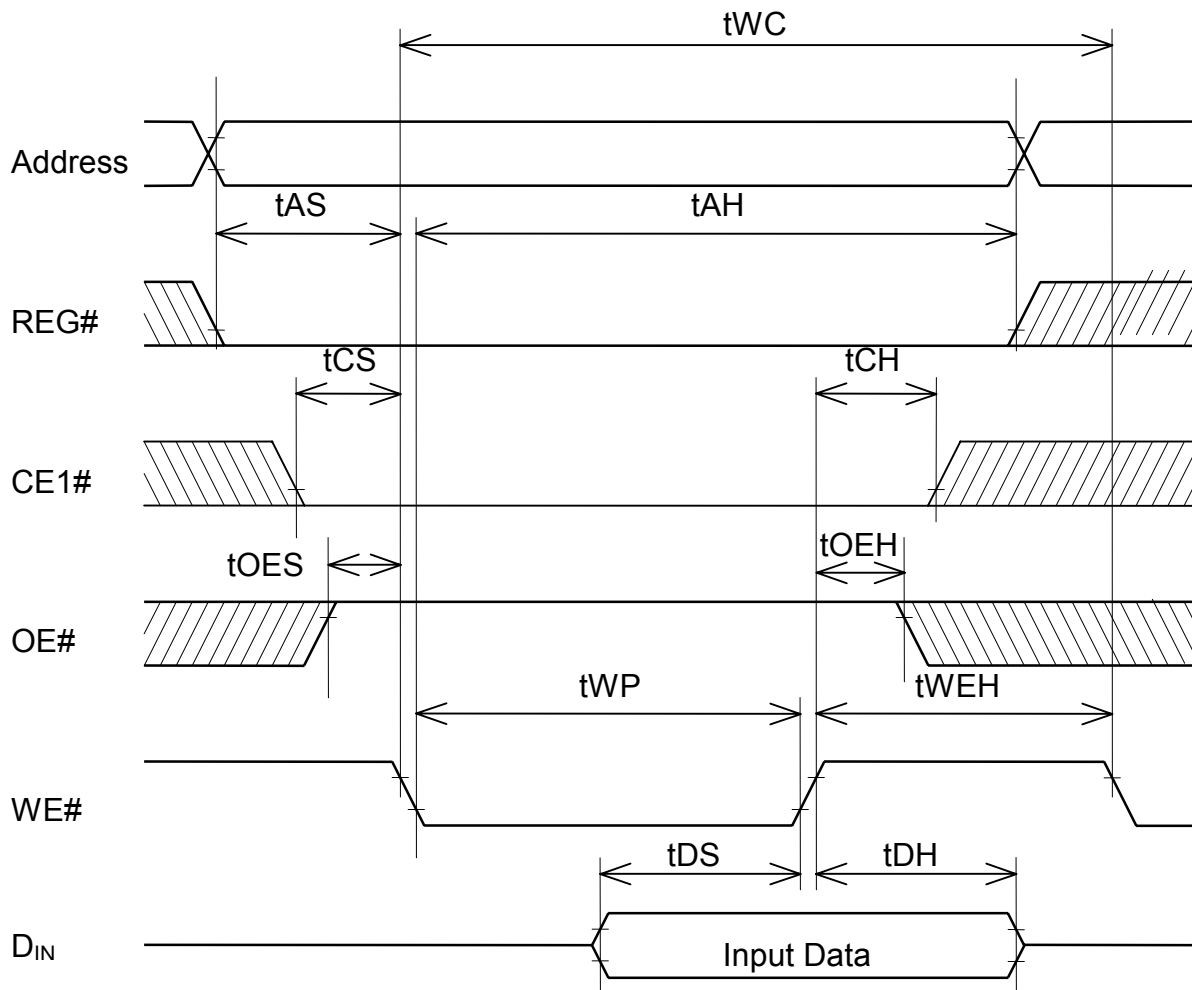 tWC
Address
tAS
tAH
REG#
tCS
tCH
CE1#
tOES
tOEH
OE#
tWP
tWEH
WE#
tDS
tDH
DIN
Input Data